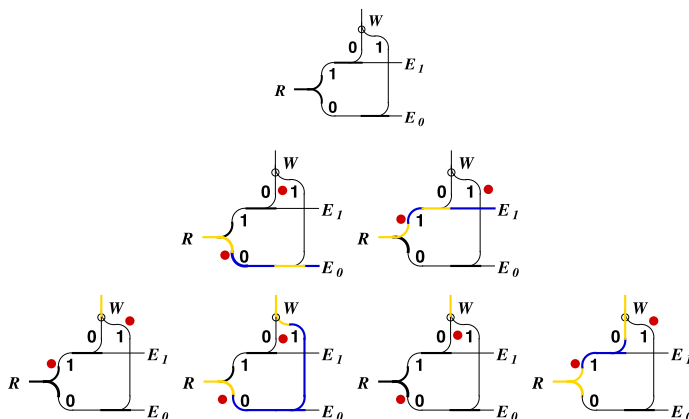 W
0 1
E1
1
R
0
E0
W W
0 1 0 1
E1 E1
1 1
R R
0 0
E0 E0
W W W W
0 1 0 1 0 1 0 1
1 E1 1 E1 1 E1 1 E1
R R R R
0 0 0 0
E0 E0 E0 E0